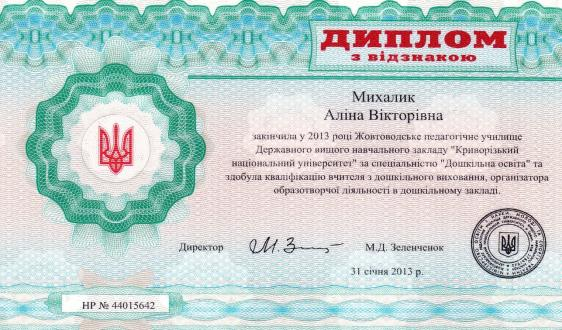 ДИПЛОМ
з відзнакою
Михалик
Аліна Вікторівна
закінчила у 2013 році Жовтоводське педагогічне училище
Державного вищого навчального закладу "Криворізький
національний університет" за спеціальністю "Дошкільна освіта" та
здобула кваліфікацію вчителя з дошкільного виховання, організатора
образотворчої діяльності в дошкільному закладі.
Директор
М.Д. Зеленченок
31 січня 2013 р.
НР № 44015642